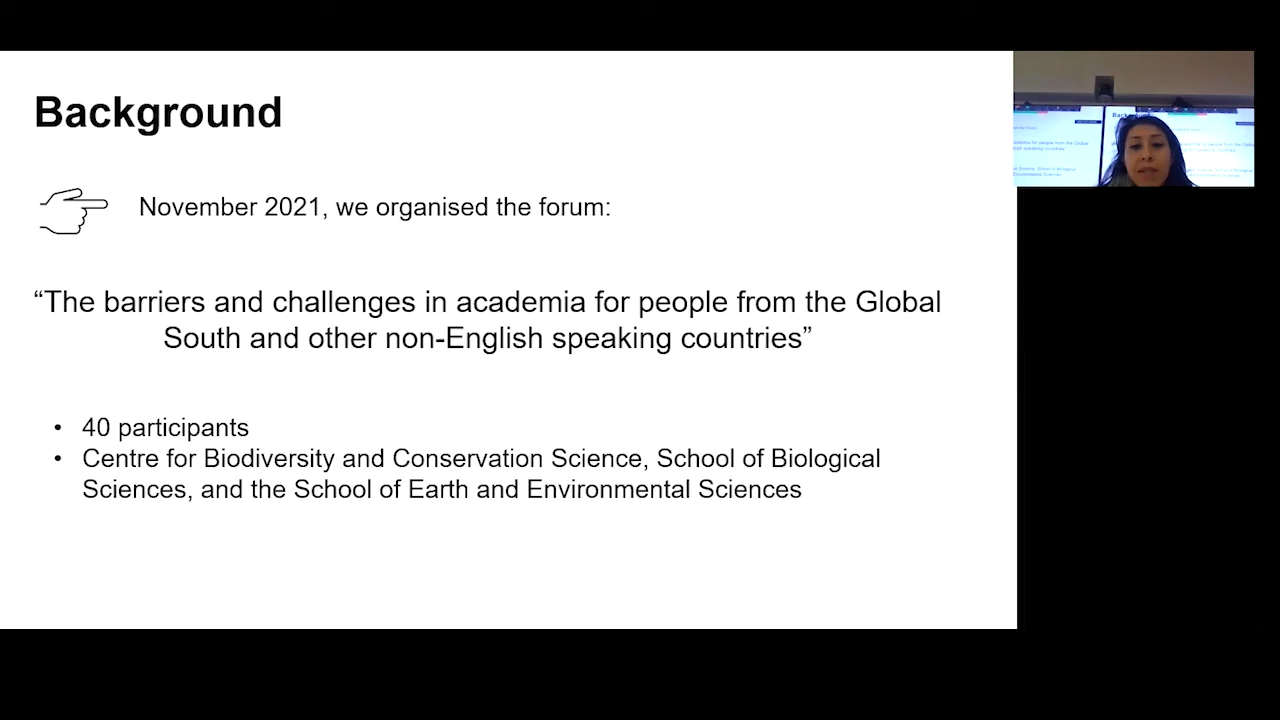 Background
November 2021, we organised the forum:
“The barriers and challenges in academia for people from the Global
South and other non-English speaking countries”
• 40 participants
• Centre for Biodiversity and Conservation Science, School of Biological
Sciences, and the School of Earth and Environmental Sciences